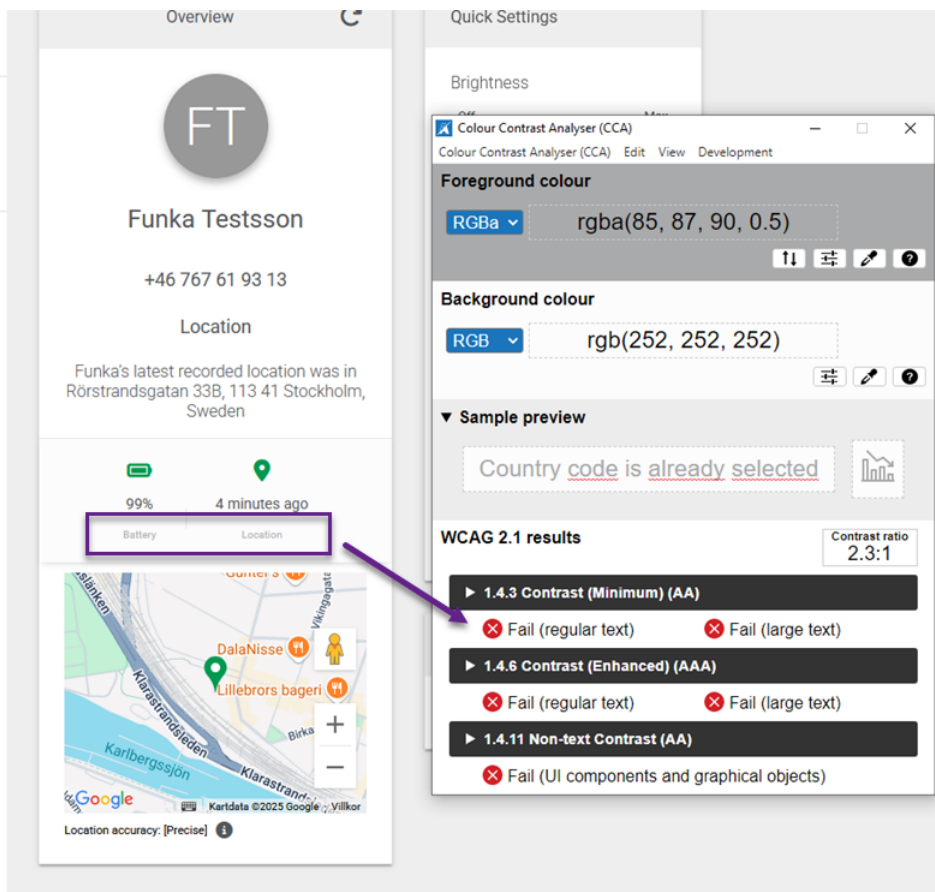 Overview
FT
Funka Testsson
+46 767 61 93 13
Location
Funka's latest recorded location was in
Rörstrandsgatan 33B, 113 41 Stockholm,
Sweden
99%
4 minutes ago
Battery
Location
Gunter's
Vikingagata
DalaNisse
Lillebrors bageri
Birka
Klarastrandsleden
Karlbergssjön
Klarastrand
+
−
Google
Kartdata ©2025 Google
Villkor
Location accuracy: [Precise]
Quick Settings
Brightness
Colour Contrast Analyser (CCA)
Colour Contrast Analyser (CCA) Edit View Development
Foreground colour
RGBa
rgba(85, 87, 90, 0.5)
Background colour
RGB
rgb(252, 252, 252)
▼ Sample preview
Country code is already selected
WCAG 2.1 results
Contrast ratio
2.3:1
▶ 1.4.3 Contrast (Minimum) (AA)
Fail (regular text)
Fail (large text)
▶ 1.4.6 Contrast (Enhanced) (AAA)
Fail (regular text)
Fail (large text)
▶ 1.4.11 Non-text Contrast (AA)
Fail (UI components and graphical objects)